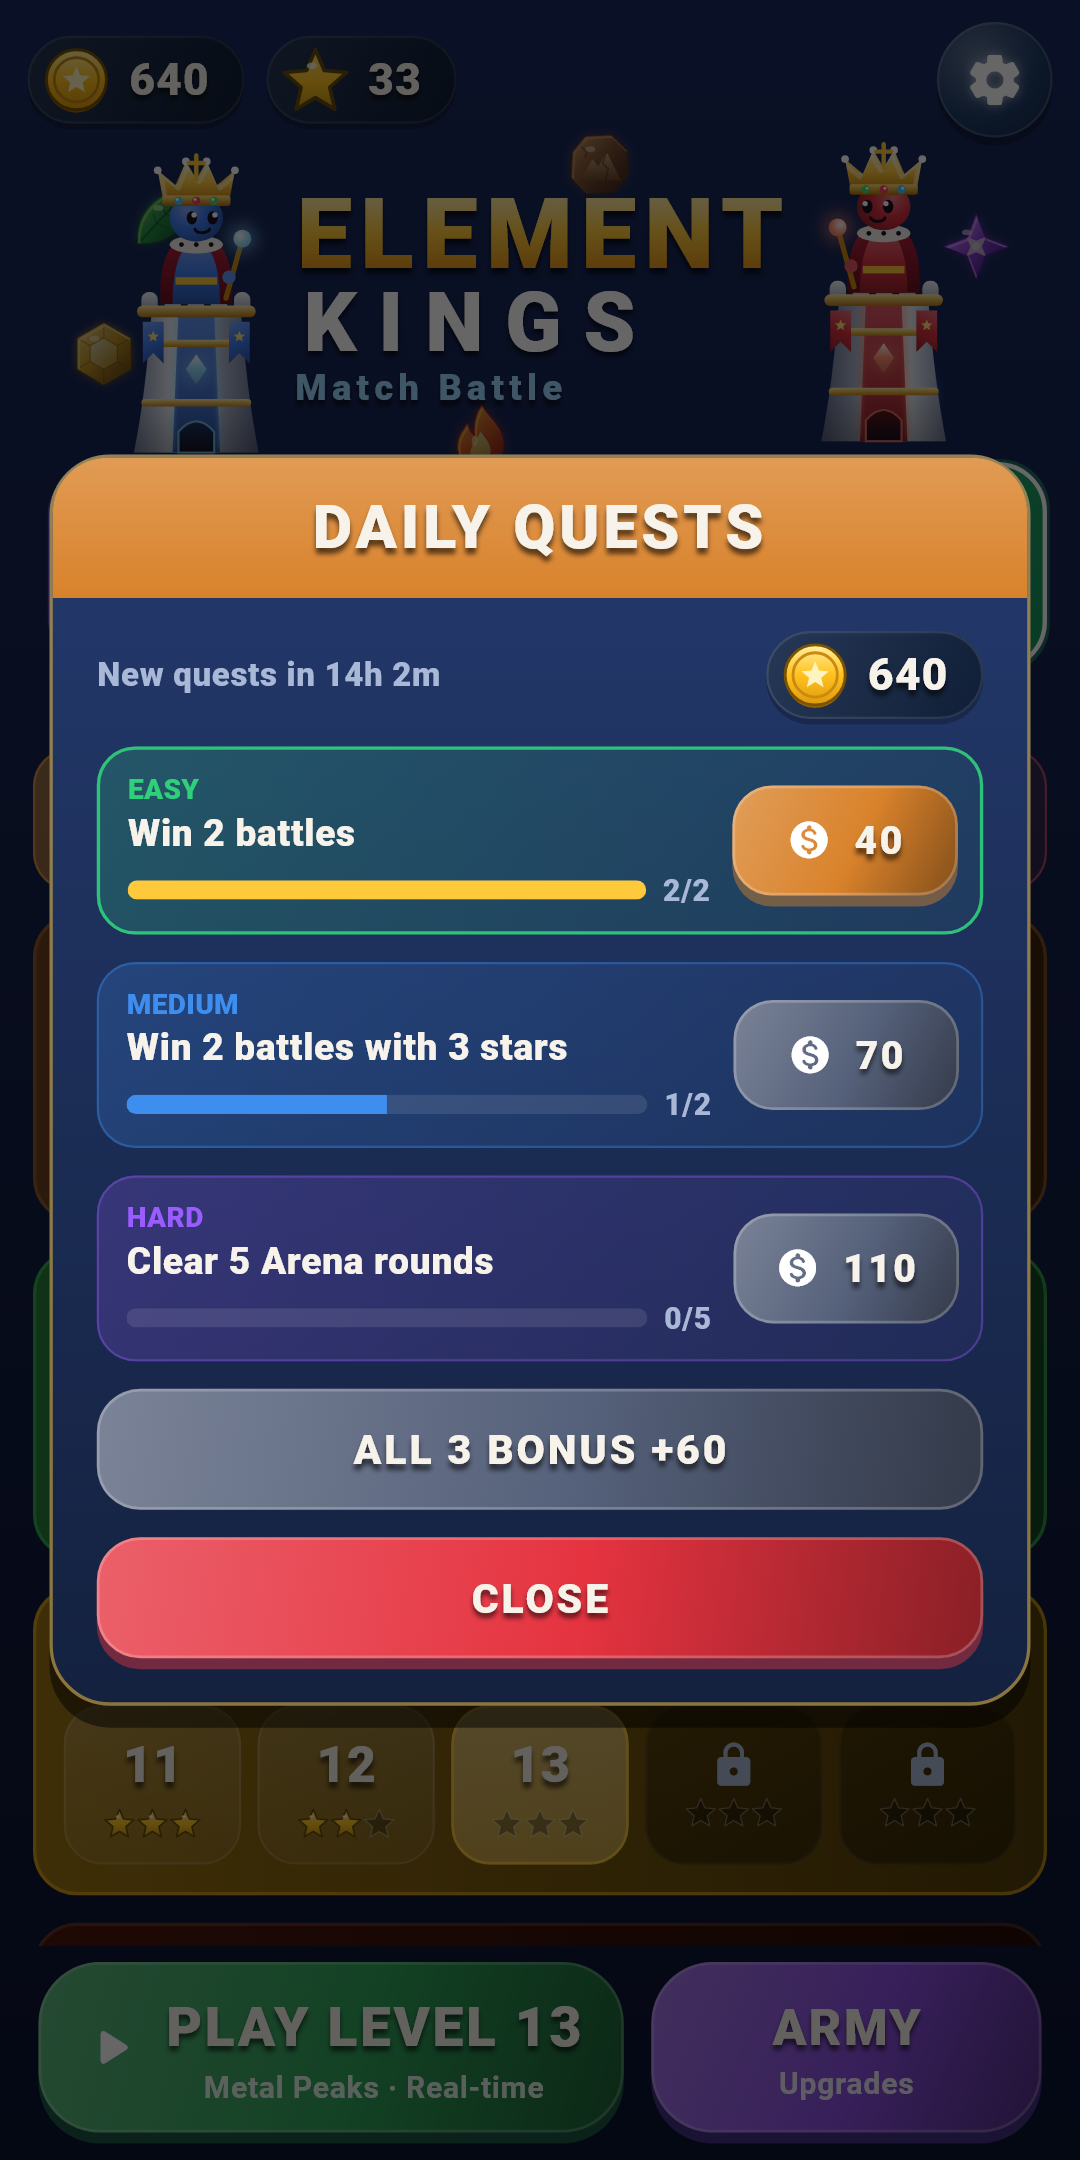 640
33
ELEMENT
KINGS
Match Battle
DAILY QUESTS
New quests in 14h 2m
640
EASY
Win 2 battles
2/2
40
MEDIUM
Win 2 battles with 3 stars
1/2
70
HARD
Clear 5 Arena rounds
0/5
110
ALL 3 BONUS +60
CLOSE
11
12
13
PLAY LEVEL 13
Metal Peaks · Real-time
ARMY
Upgrades